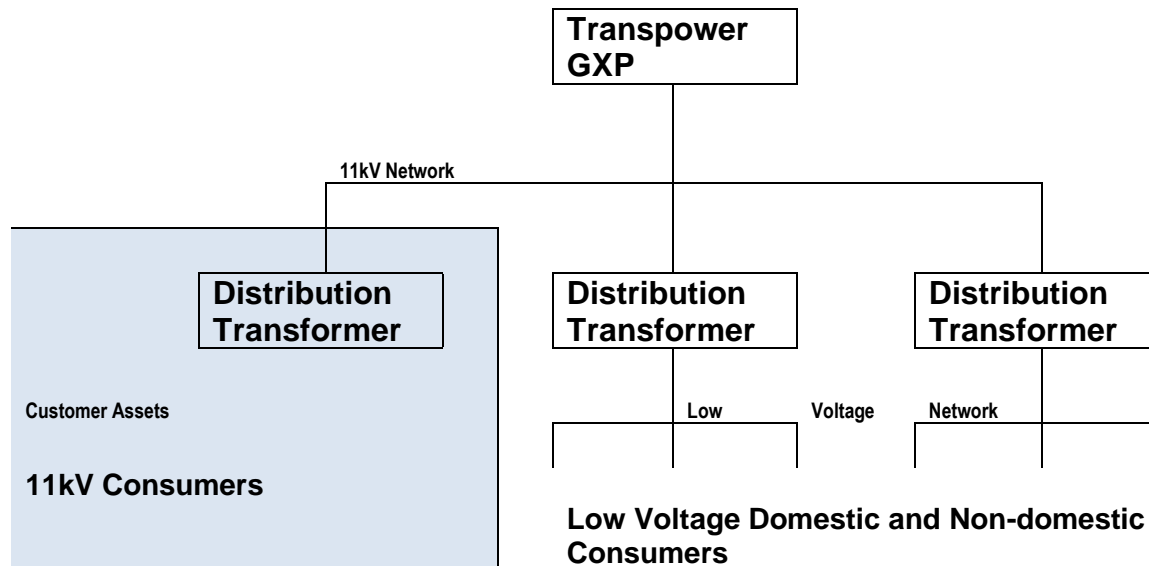 Transpower
GXP
11kV Network
Distribution
Transformer
Distribution
Transformer
Distribution
Transformer
Customer Assets
Low Voltage Network
11kV Consumers
Low Voltage Domestic and Non-domestic
Consumers